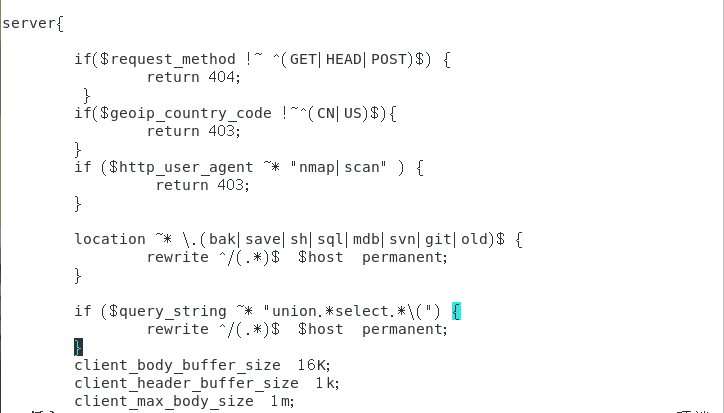 server{
if($request_method !~ ^(GET|HEAD|POST)$) {
return 404;
}
if($geoip_country_code !~^(CN|US)$){
return 403;
}
if ($http_user_agent ~* "nmap|scan" ) {
return 403;
}
location ~* \.(bak|save|sh|sql|mdb|svn|git|old)$ {
rewrite ^/(.*)$  $host  permanent;
}
if ($query_string ~* "union.*select.*\(") {
rewrite ^/(.*)$  $host  permanent;
}
client_body_buffer_size  16K;
client_header_buffer_size  1k;
client_max_body_size  1m;